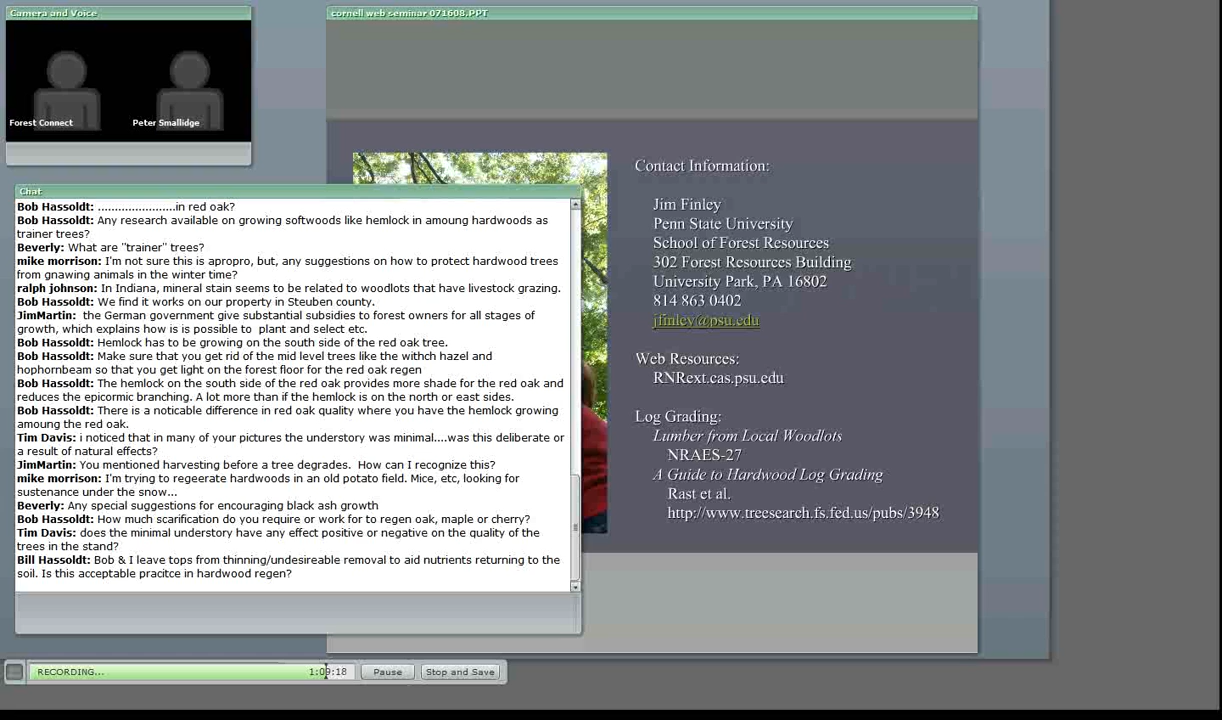 Camera and Voice
cornell web seminar 071608.PPT
Forest Connect
Peter Smallidge
Chat
Bob Hassoldt: .......................in red oak?
Bob Hassoldt: Any research available on growing softwoods like hemlock in amoung hardwoods as
trainer trees?
Beverly: What are "trainer" trees?
mike morrison: I'm not sure this is apropro, but, any suggestions on how to protect hardwood trees
from gnawing animals in the winter time?
ralph johnson: In Indiana, mineral stain seems to be related to woodlots that have livestock grazing.
Bob Hassoldt: We find it works on our property in Steuben county.
JimMartin: the German government give substantial subsidies to forest owners for all stages of
growth, which explains how is is possible to plant and select etc.
Bob Hassoldt: Hemlock has to be growing on the south side of the red oak tree.
Bob Hassoldt: Make sure that you get rid of the mid level trees like the withch hazel and
hophornbeam so that you get light on the forest floor for the red oak regen
Bob Hassoldt: The hemlock on the south side of the red oak provides more shade for the red oak and
reduces the epicormic branching. A lot more than if the hemlock is on the north or east sides.
Bob Hassoldt: There is a noticable difference in red oak quality where you have the hemlock growing
amoung the red oak.
Tim Davis: i noticed that in many of your pictures the understory was minimal....was this deliberate or
a result of natural effects?
JimMartin: You mentioned harvesting before a tree degrades. How can I recognize this?
mike morrison: I'm trying to regeerate hardwoods in an old potato field. Mice, etc, looking for
sustenance under the snow...
Beverly: Any special suggestions for encouraging black ash growth
Bob Hassoldt: How much scarification do you require or work for to regen oak, maple or cherry?
Tim Davis: does the minimal understory have any effect positive or negative on the quality of the
trees in the stand?
Bill Hassoldt: Bob & I leave tops from thinning/undesireable removal to aid nutrients returning to the
soil. Is this acceptable pracitce in hardwood regen?
Contact Information:
Jim Finley
Penn State University
School of Forest Resources
302 Forest Resources Building
University Park, PA 16802
814 863 0402
jfinley@psu.edu
Web Resources:
RNRext.cas.psu.edu
Log Grading:
Lumber from Local Woodlots
NRAES-27
A Guide to Hardwood Log Grading
Rast et al.
http://www.treesearch.fs.fed.us/pubs/3948
RECORDING...
1:09:18
Pause
Stop and Save